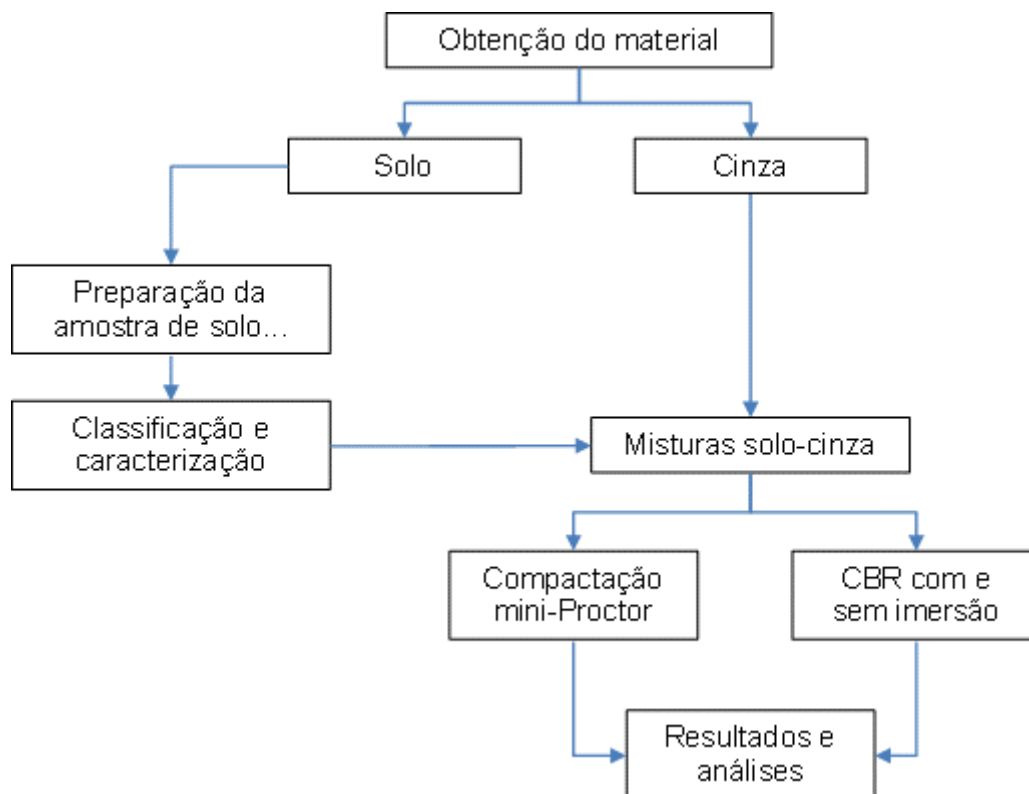 Obtenção do material
Solo
Cinza
Preparação da
amostra de solo...
Classificação e
caracterização
Misturas solo-cinza
Compactação
mini-Proctor
CBR com e
sem imersão
Resultados e
análises